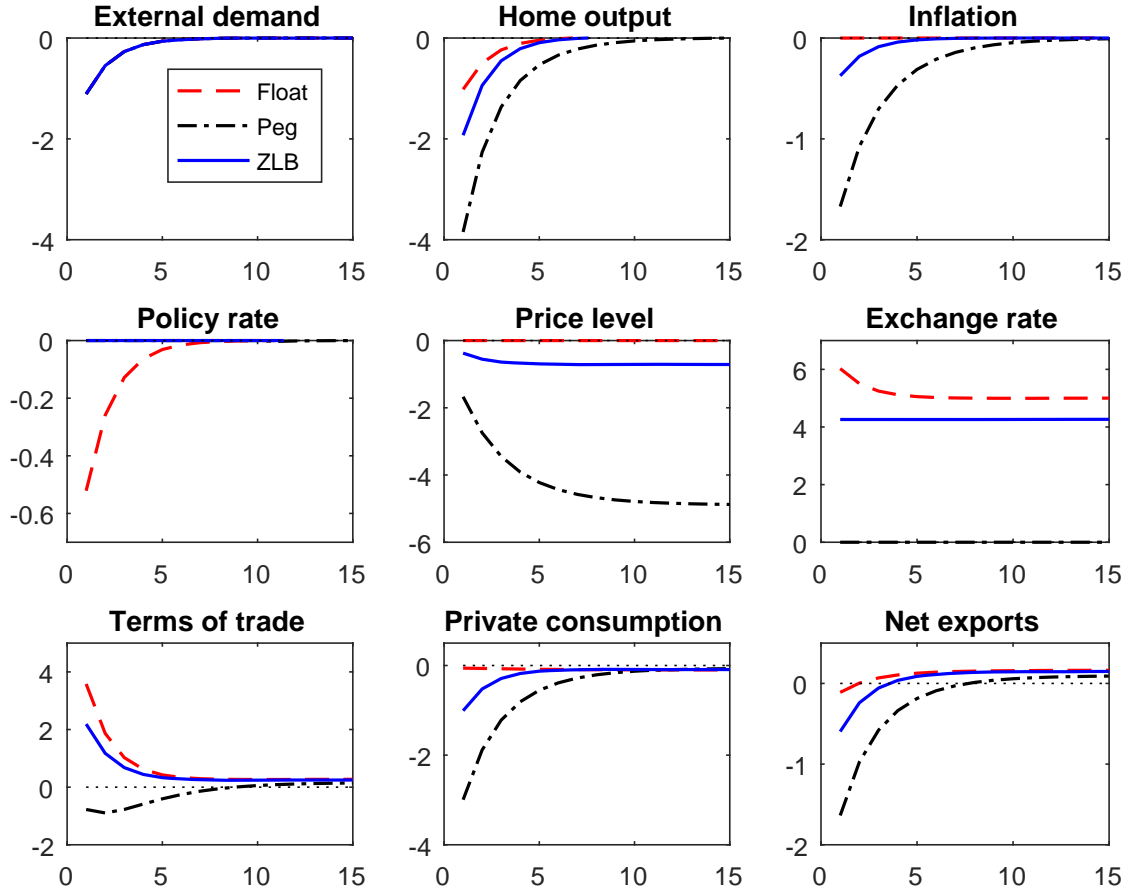 External demand
Home output
Inflation
0
-2
-4
0 5 10 15
Float
Peg
ZLB
0
-2
-4
0 5 10 15
0
-1
-2
0 5 10 15
Policy rate
Price level
Exchange rate
0
-0.2
-0.4
-0.6
0 5 10 15
0
-2
-4
-6
0 5 10 15
6
4
2
0
0 5 10 15
Terms of trade
Private consumption
Net exports
4
2
0
-2
0 5 10 15
0
-2
-4
0 5 10 15
0
-1
-2
0 5 10 15